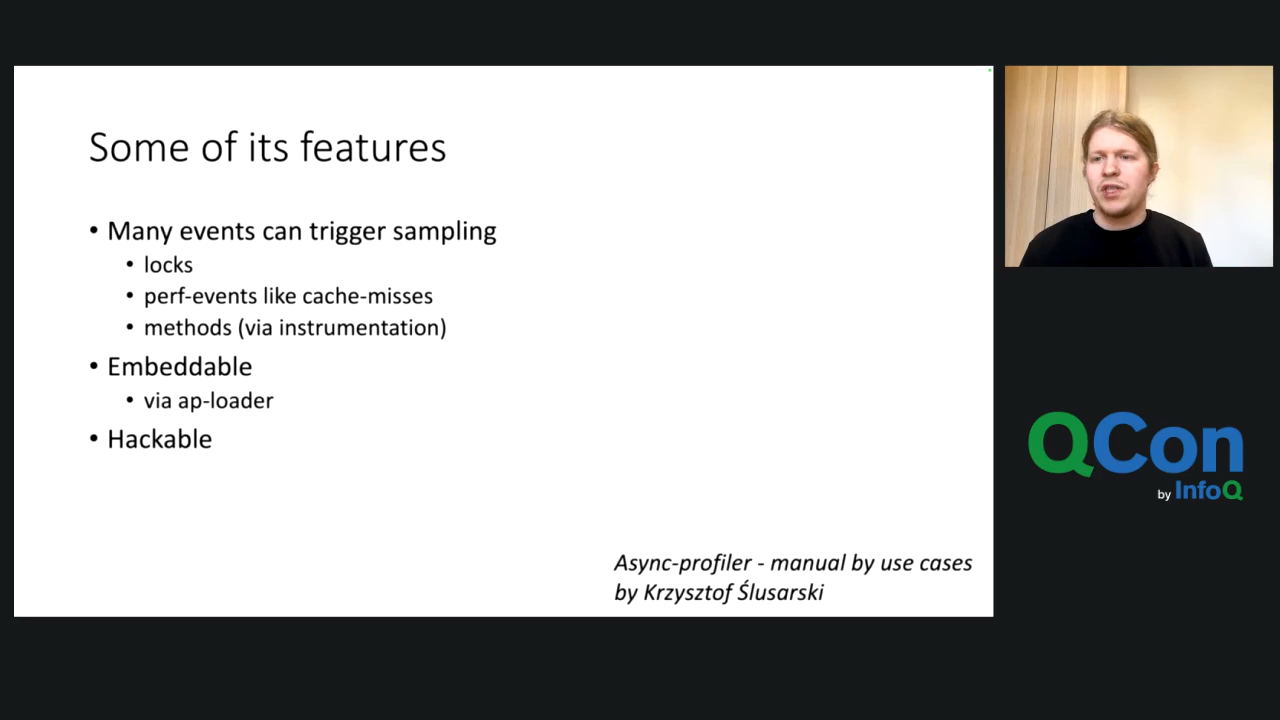 Some of its features
• Many events can trigger sampling
• locks
• perf-events like cache-misses
• methods (via instrumentation)
• Embeddable
• via ap-loader
• Hackable
Async-profiler - manual by use cases
by Krzysztof Ślusarski
QCon
by InfoQ